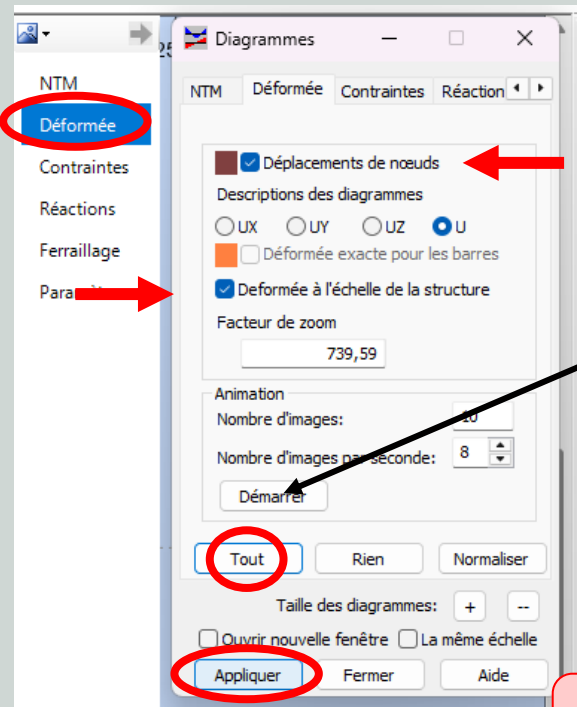 25
Diagrammes
NTM
Déformée
Contraintes
Réactions
Ferraillage
NTM Déformée Contraintes Réaction
Déplacements de nœuds
Descriptions des diagrammes
UX UY UZ U
Déformée exacte pour les barres
Deformée à l'échelle de la structure
Facteur de zoom
739,59
Animation
Nombre d'images: 10
Nombre d'images par seconde: 8
Démarrer
Tout Rien Normaliser
Taille des diagrammes: + --
Ouvrir nouvelle fenêtre La même échelle
Appliquer Fermer Aide